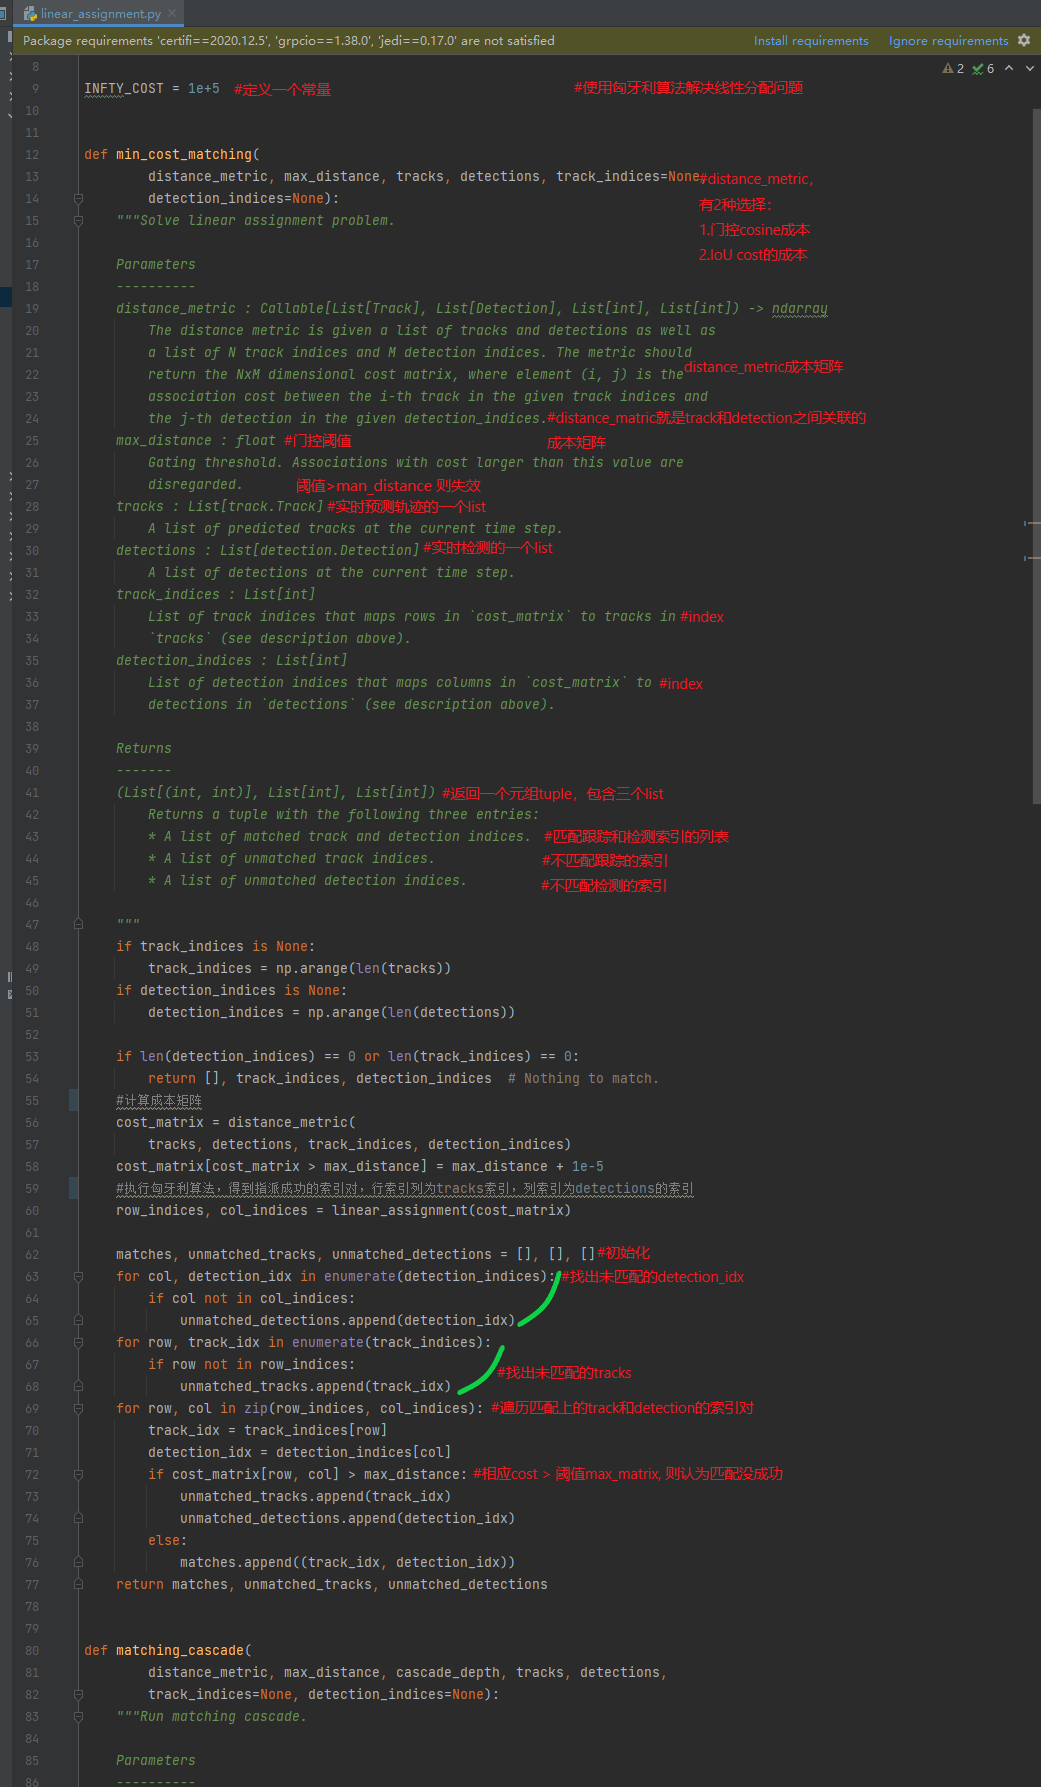 linear_assignment.py
Package requirements 'certifi==2020.12.5', 'grpcio==1.38.0', 'jedi==0.17.0' are not satisfied Install requirements Ignore requirements
2 6
8
9 INFTY_COST = 1e+5 #定义一个常量 #使用匈牙利算法解决线性分配问题
10
11
12 def min_cost_matching(
13 distance_metric, max_distance, tracks, detections, track_indices=None, #distance_metric,
14 detection_indices=None): 有2种选择：
15 """Solve linear assignment problem. 1.门控cosine成本
16 2.IoU cost的成本
17 Parameters
18 ----------
19 distance_metric : Callable[List[Track], List[Detection], List[int], List[int]) -> ndarray
20 The distance metric is given a list of tracks and detections as well as
21 a list of N track indices and M detection indices. The metric should
22 return the NxM dimensional cost matrix, where element (i, j) is the distance_metric成本矩阵
23 association cost between the i-th track in the given track indices and
24 the j-th detection in the given detection_indices. #distance_matric就是track和detection之间关联的
25 max_distance : float #门控阈值 成本矩阵
26 Gating threshold. Associations with cost larger than this value are
27 disregarded. 阈值>man_distance 则失效
28 tracks : List[track.Track] #实时预测轨迹的一个list
29 A list of predicted tracks at the current time step.
30 detections : List[detection.Detection] #实时检测的一个list
31 A list of detections at the current time step.
32 track_indices : List[int]
33 List of track indices that maps rows in `cost_matrix` to tracks in #index
34 `tracks` (see description above).
35 detection_indices : List[int]
36 List of detection indices that maps columns in `cost_matrix` to #index
37 detections in `detections` (see description above).
38
39 Returns
40 -------
41 (List[(int, int)], List[int], List[int]) #返回一个元组tuple，包含三个list
42 Returns a tuple with the following three entries:
43 * A list of matched track and detection indices. #匹配跟踪和检测索引的列表
44 * A list of unmatched track indices. #不匹配跟踪的索引
45 * A list of unmatched detection indices. #不匹配检测的索引
46
47 """
48 if track_indices is None:
49 track_indices = np.arange(len(tracks))
50 if detection_indices is None:
51 detection_indices = np.arange(len(detections))
52
53 if len(detection_indices) == 0 or len(track_indices) == 0:
54 return [], track_indices, detection_indices # Nothing to match.
55 #计算成本矩阵
56 cost_matrix = distance_metric(
57 tracks, detections, track_indices, detection_indices)
58 cost_matrix[cost_matrix > max_distance] = max_distance + 1e-5
59 #执行匈牙利算法，得到指派成功的索引对，行索引列为tracks索引，列索引为detections的索引
60 row_indices, col_indices = linear_assignment(cost_matrix)
61
62 matches, unmatched_tracks, unmatched_detections = [], [], [] #初始化
63 for col, detection_idx in enumerate(detection_indices): #找出未匹配的detection_idx
64 if col not in col_indices:
65 unmatched_detections.append(detection_idx)
66 for row, track_idx in enumerate(track_indices):
67 if row not in row_indices: #找出未匹配的tracks
68 unmatched_tracks.append(track_idx)
69 for row, col in zip(row_indices, col_indices): #遍历匹配上的track和detection的索引对
70 track_idx = track_indices[row]
71 detection_idx = detection_indices[col]
72 if cost_matrix[row, col] > max_distance: #相应cost > 阈值max_matrix, 则认为匹配没成功
73 unmatched_tracks.append(track_idx)
74 unmatched_detections.append(detection_idx)
75 else:
76 matches.append((track_idx, detection_idx))
77 return matches, unmatched_tracks, unmatched_detections
78
79
80 def matching_cascade(
81 distance_metric, max_distance, cascade_depth, tracks, detections,
82 track_indices=None, detection_indices=None):
83 """Run matching cascade.
84
85 Parameters
86 ----------